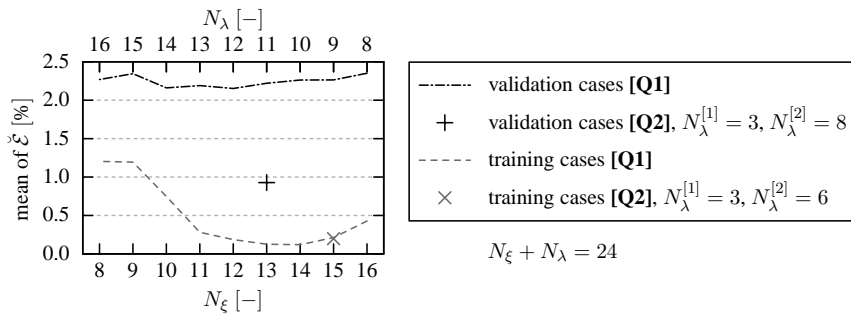 N_λ [−]
16 15 14 13 12 11 10 9 8
2.5
2.0
1.5
1.0
0.5
0.0
mean of ℰ̆ [%]
8 9 10 11 12 13 14 15 16
N_ξ [−]
validation cases [Q1]
validation cases [Q2], N_λ^[1] = 3, N_λ^[2] = 8
training cases [Q1]
training cases [Q2], N_λ^[1] = 3, N_λ^[2] = 6
N_ξ + N_λ = 24